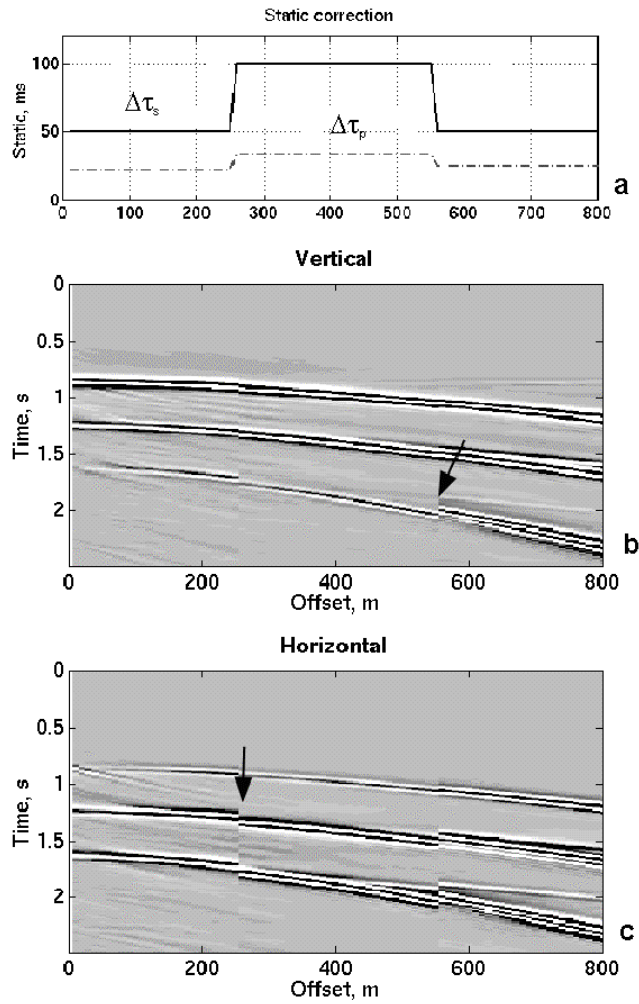 Static correction
Static, ms
100
50
0
Δτs
Δτp
100 200 300 400 500 600 700 800
a
Vertical
Time, s
0
0.5
1
1.5
2
0 200 400 600 800
Offset, m
b
Horizontal
Time, s
0
0.5
1
1.5
2
0 200 400 600 800
Offset, m
c